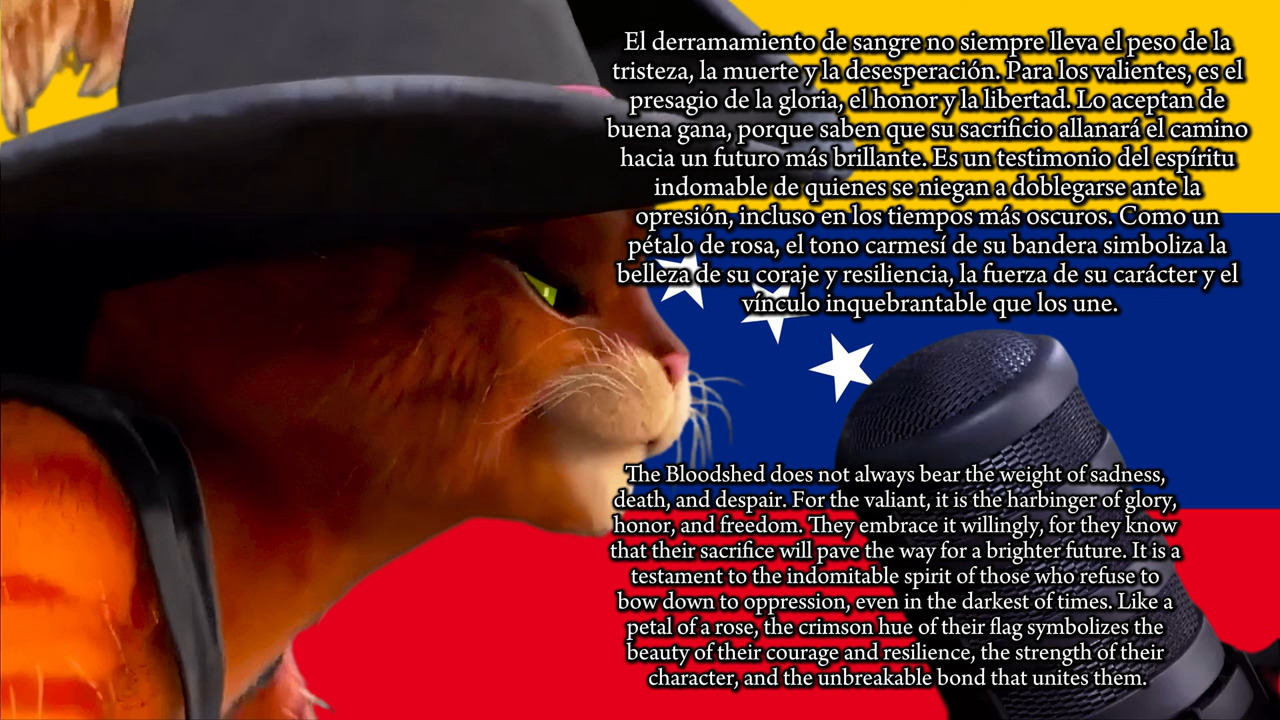 El derramamiento de sangre no siempre lleva el peso de la
tristeza, la muerte y la desesperación. Para los valientes, es el
presagio de la gloria, el honor y la libertad. Lo aceptan de
buena gana, porque saben que su sacrificio allanará el camino
hacia un futuro más brillante. Es un testimonio del espíritu
indomable de quienes se niegan a doblegarse ante la
opresión, incluso en los tiempos más oscuros. Como un
pétalo de rosa, el tono carmesí de su bandera simboliza la
belleza de su coraje y resiliencia, la fuerza de su carácter y el
vínculo inquebrantable que los une.
The Bloodshed does not always bear the weight of sadness,
death, and despair. For the valiant, it is the harbinger of glory,
honor, and freedom. They embrace it willingly, for they know
that their sacrifice will pave the way for a brighter future. It is a
testament to the indomitable spirit of those who refuse to
bow down to oppression, even in the darkest of times. Like a
petal of a rose, the crimson hue of their flag symbolizes the
beauty of their courage and resilience, the strength of their
character, and the unbreakable bond that unites them.